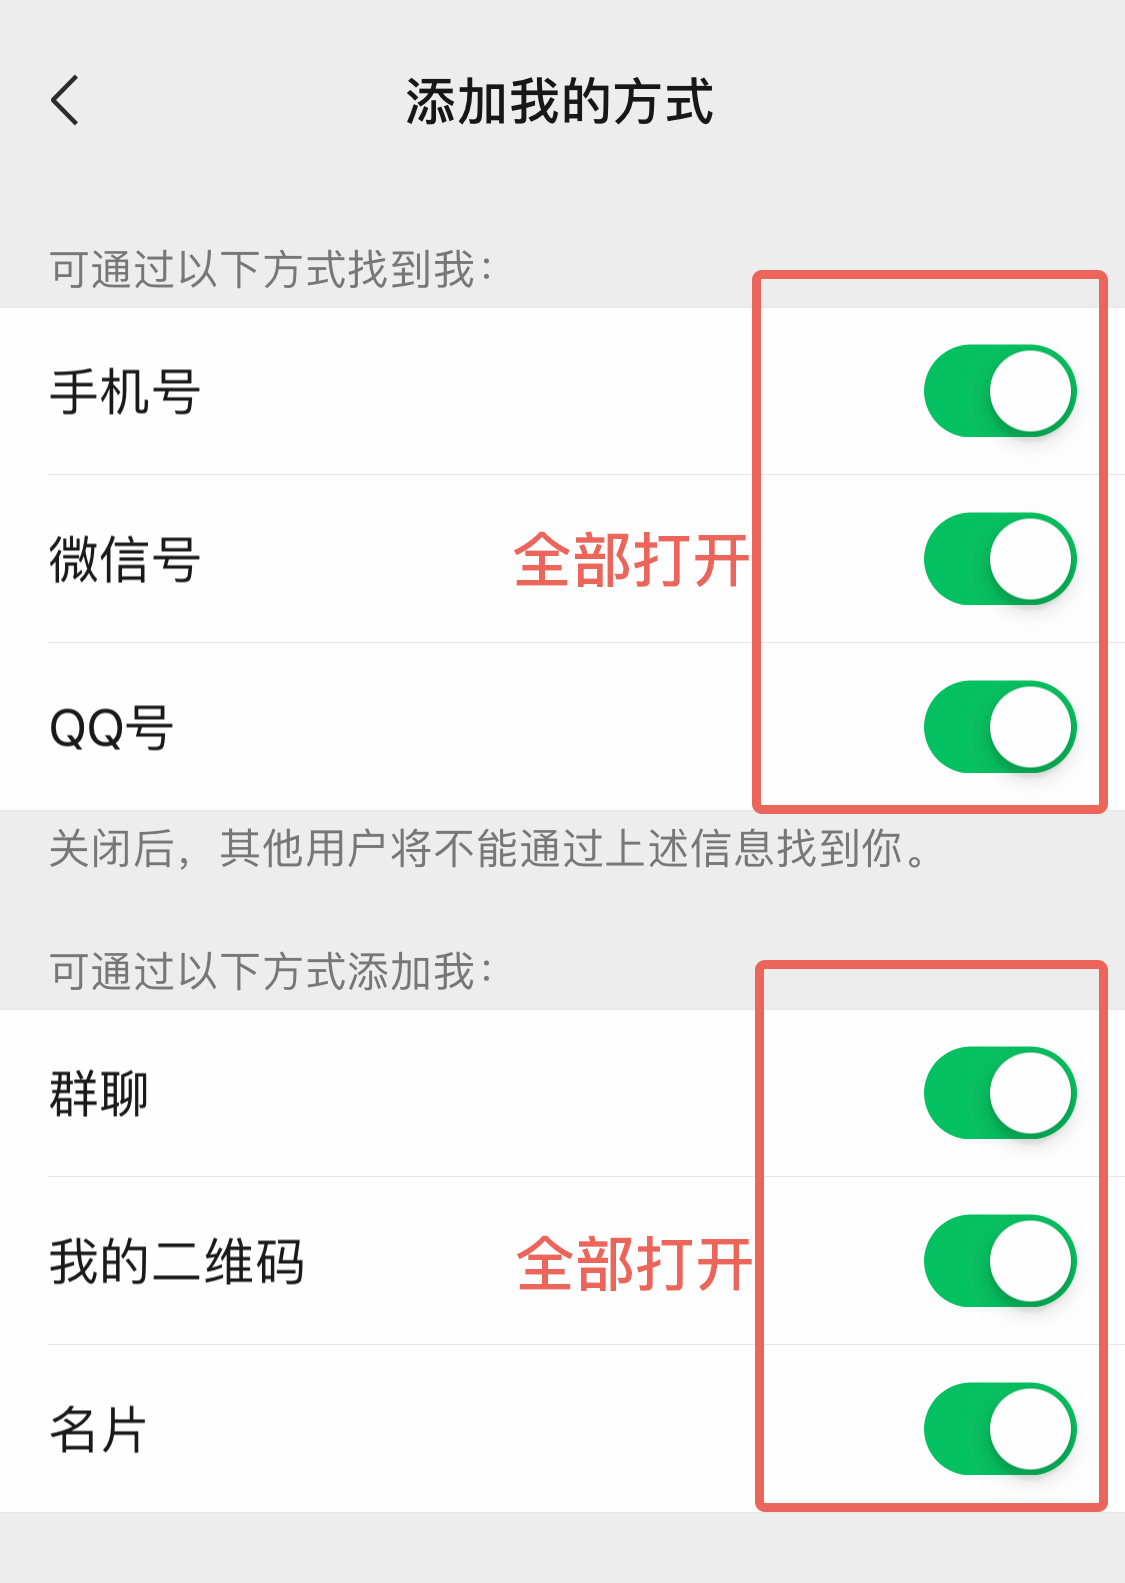 添加我的方式
可通过以下方式找到我：
手机号
微信号 全部打开
QQ号
关闭后，其他用户将不能通过上述信息找到你。
可通过以下方式添加我：
群聊
我的二维码 全部打开
名片